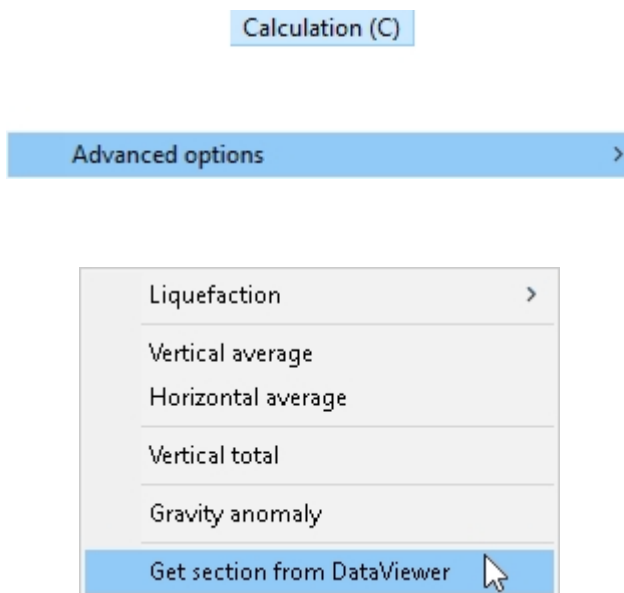 Calculation (C)
Advanced options
Liquefaction
Vertical average
Horizontal average
Vertical total
Gravity anomaly
Get section from DataViewer